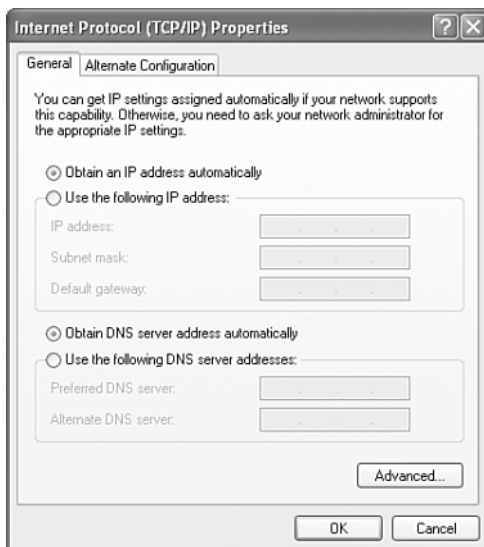 Internet Protocol (TCP/IP) Properties
General
Alternate Configuration
You can get IP settings assigned automatically if your network supports
this capability. Otherwise, you need to ask your network administrator for
the appropriate IP settings.
Obtain an IP address automatically
Use the following IP address:
IP address:
Subnet mask:
Default gateway:
Obtain DNS server address automatically
Use the following DNS server addresses:
Preferred DNS server:
Alternate DNS server:
Advanced...
OK
Cancel